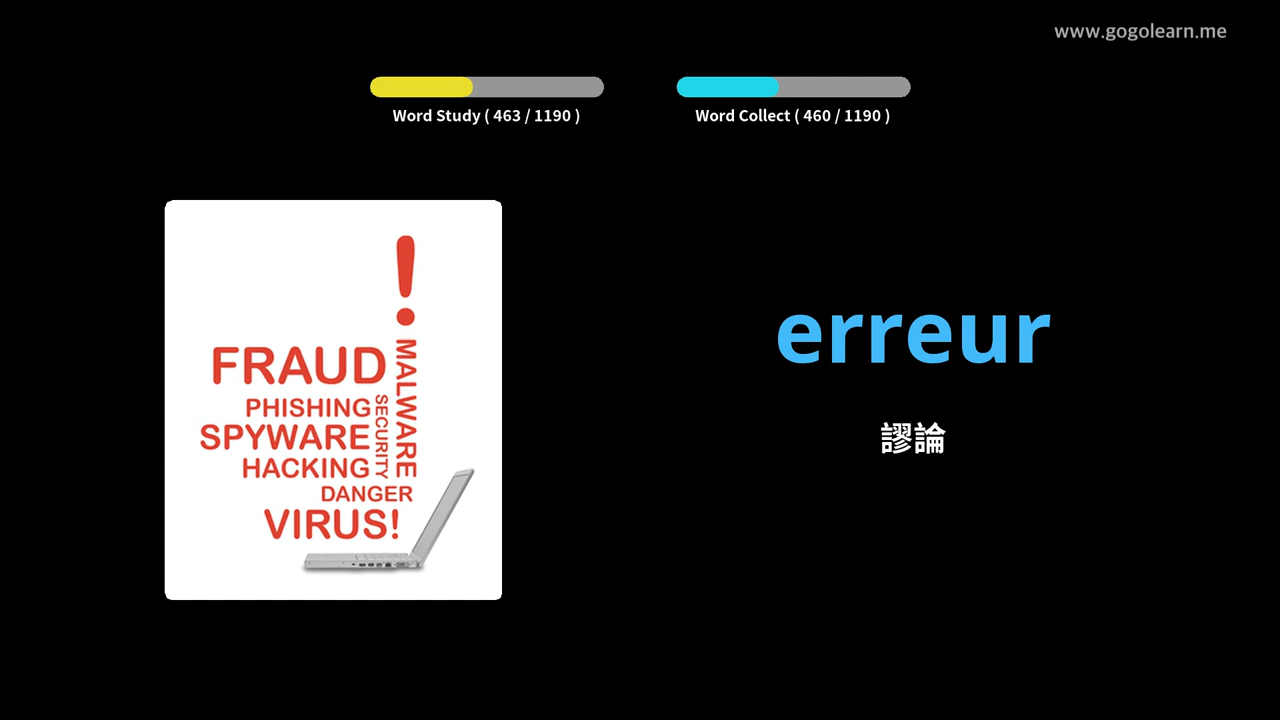 www.gogolearn.me
Word Study ( 463 / 1190 )
Word Collect ( 460 / 1190 )
!
FRAUD
MALWARE
PHISHING
SECURITY
SPYWARE
HACKING
DANGER
VIRUS!
erreur
謬論